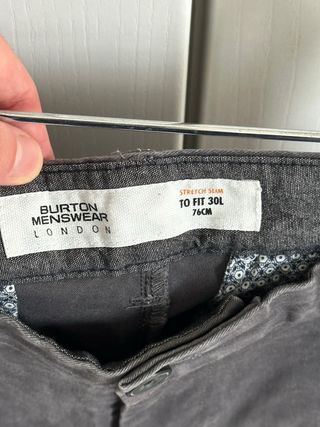 BURTON
MENSWEAR
LONDON
STRETCH SLIM
TO FIT 30L
76CM